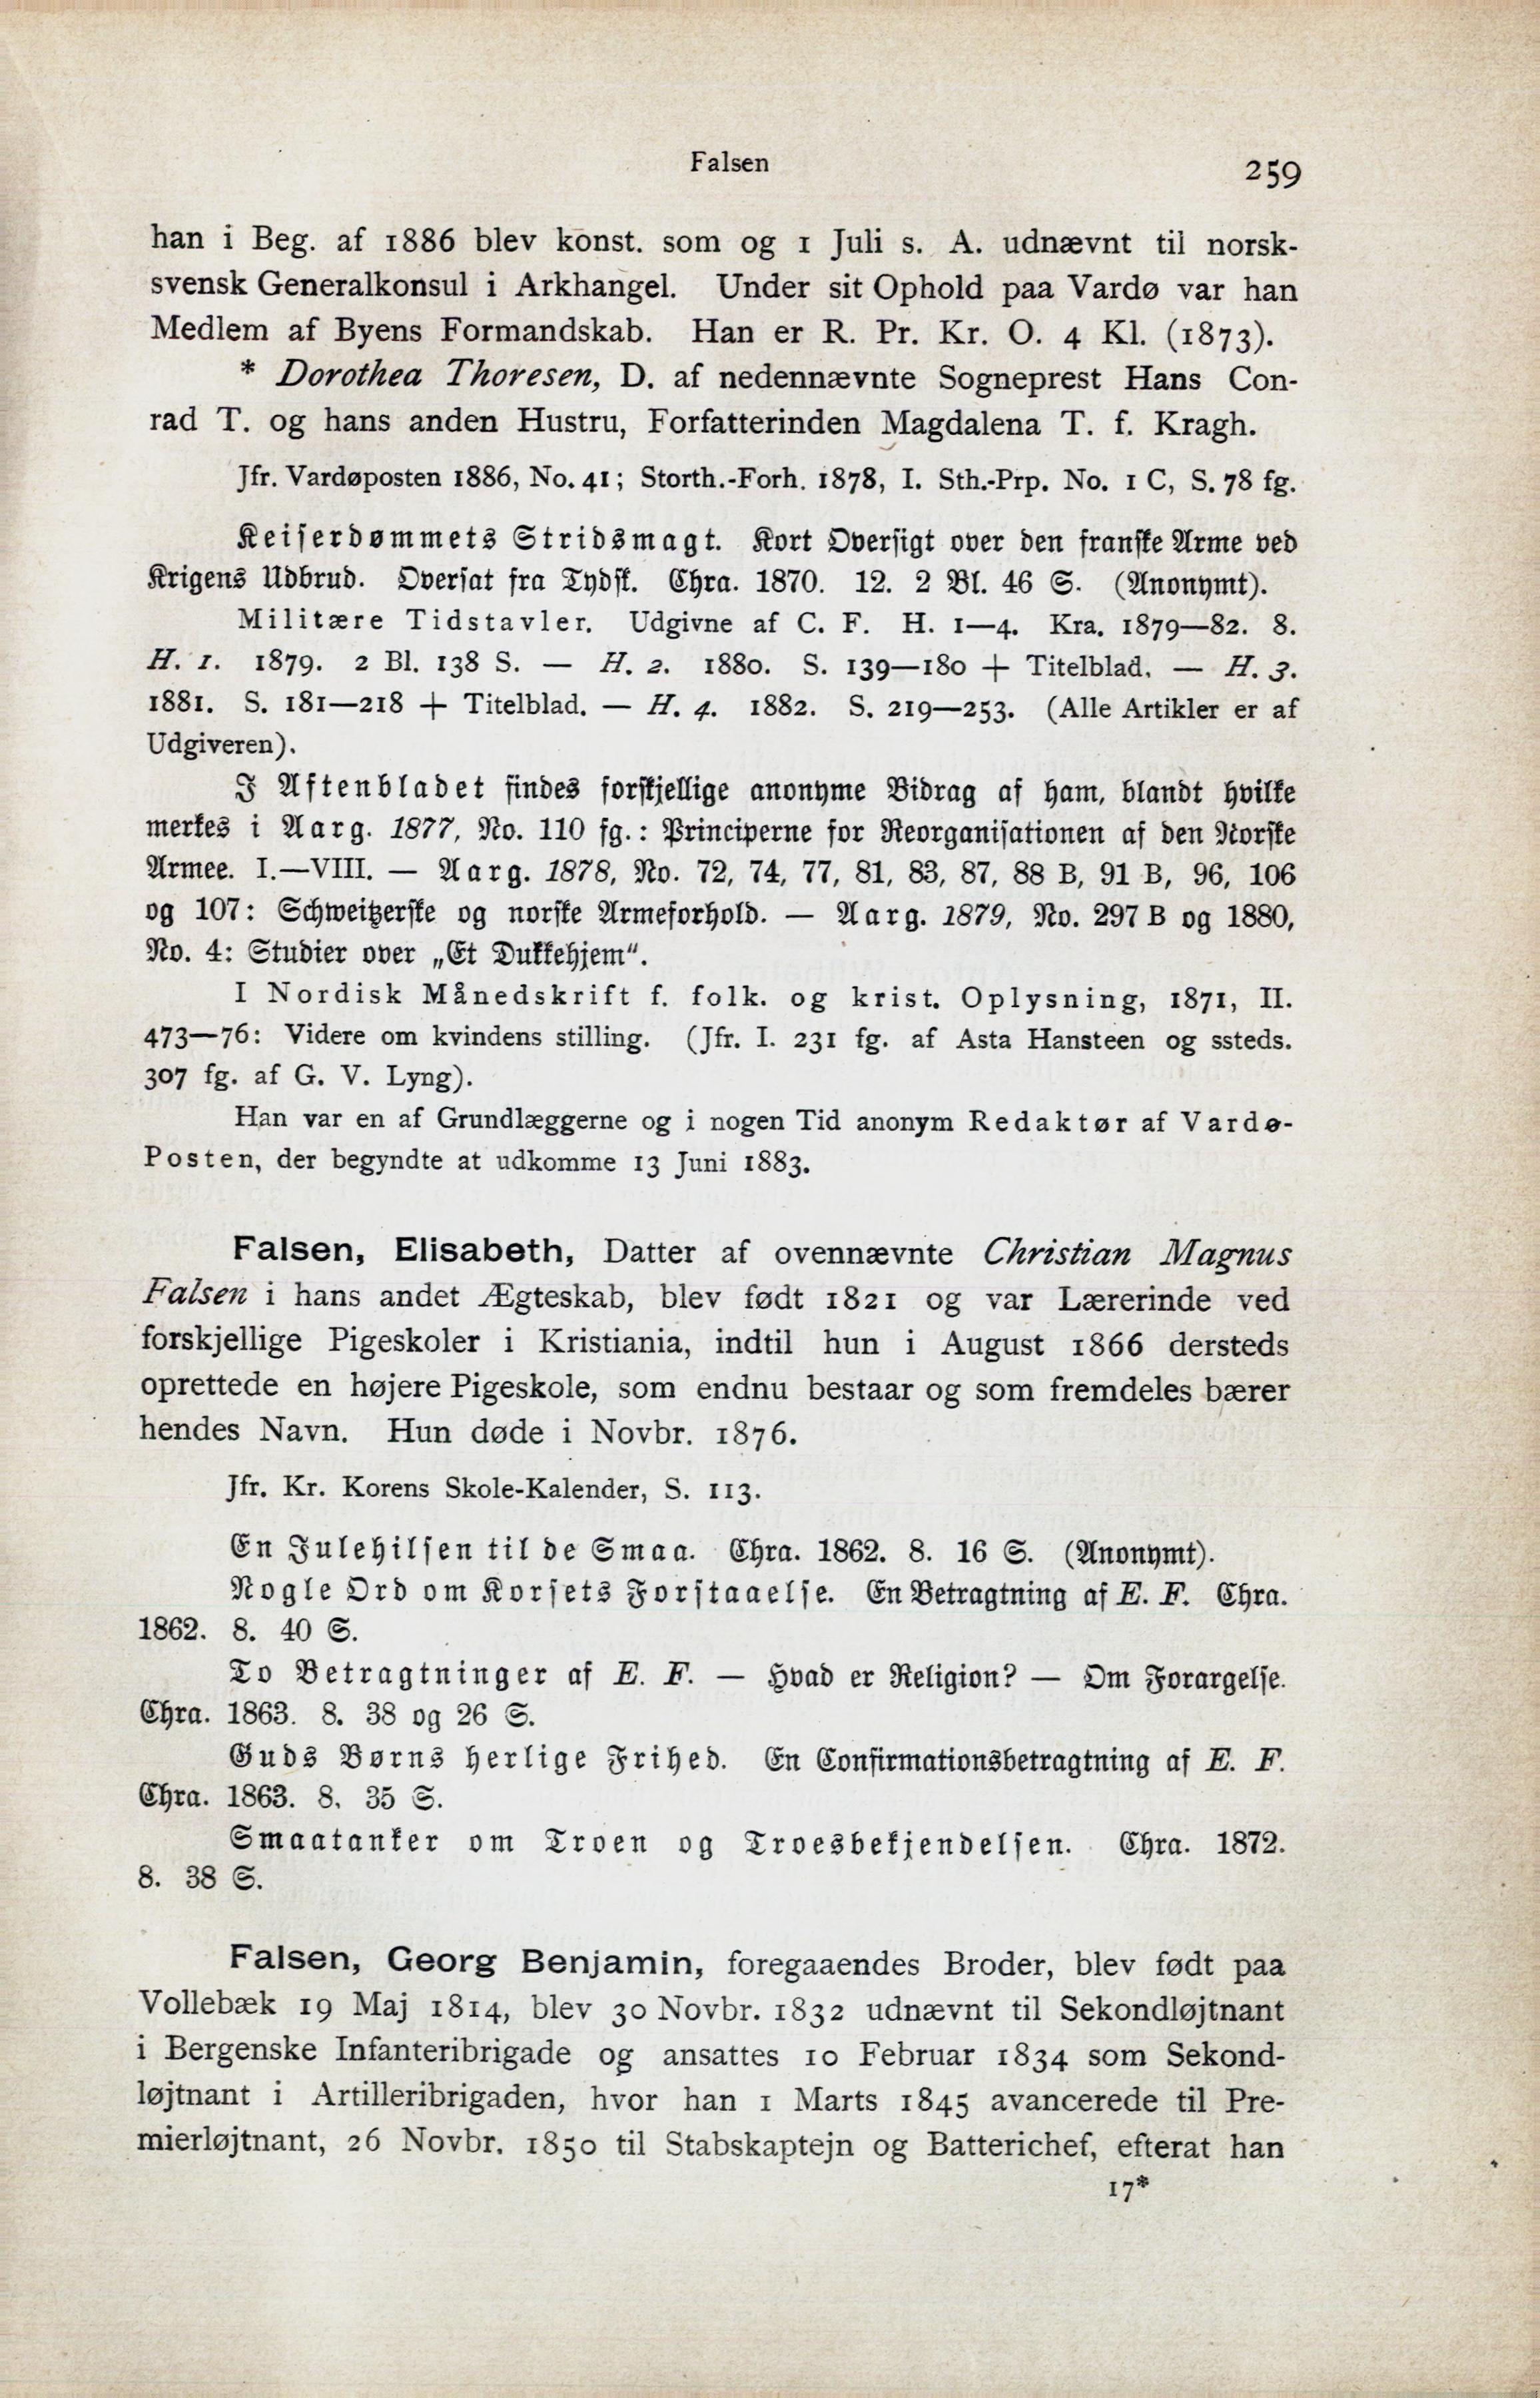 Falsen 259
han i Beg. af 1886 blev konst. som og 1 Juli s. A. udnævnt til norsk-
svensk Generalkonsul i Arkhangel. Under sit Ophold paa Vardø var han
Medlem af Byens Formandskab. Han er R. Pr. Kr. O. 4 Kl. (1873).
* Dorothea Thoresen, D. af nedennævnte Sogneprest Hans Con-
rad T. og hans anden Hustru, Forfatterinden Magdalena T. f. Kragh.
Jfr. Vardøposten 1886, No. 41; Storth.-Forh. 1878, I. Sth.-Prp. No. 1 C, S. 78 fg.
Keiserdømmets Stridsmagt. Kort Oversigt over den franske Arme ved
Krigens Udbrud. Oversat fra Tydsk. Chra. 1870. 12. 2 Bl. 46 S. (Anonymt).
Militære Tidstavler. Udgivne af C. F. H. 1—4. Kra. 1879—82. 8.
H. 1. 1879. 2 Bl. 138 S. — H. 2. 1880. S. 139—180 + Titelblad. — H. 3.
1881. S. 181—218 + Titelblad. — H. 4. 1882. S. 219—253. (Alle Artikler er af
Udgiveren).
I Aftenbladet findes forskjellige anonyme Bidrag af ham, blandt hvilke
merkes i Aarg. 1877, No. 110 fg.: Principerne for Reorganisationen af den Norske
Armee. I.—VIII. — Aarg. 1878, No. 72, 74, 77, 81, 83, 87, 88 B, 91 B, 96, 106
og 107: Schweitzerske og norske Armeforhold. — Aarg. 1879, No. 297 B og 1880,
No. 4: Studier over „Et Dukkehjem“.
I Nordisk Månedskrift f. folk. og krist. Oplysning, 1871, II.
473—76: Videre om kvindens stilling. (Jfr. I. 231 fg. af Asta Hansteen og ssteds.
307 fg. af G. V. Lyng).
Han var en af Grundlæggerne og i nogen Tid anonym Redaktør af Vardø-
Posten, der begyndte at udkomme 13 Juni 1883.
Falsen, Elisabeth, Datter af ovennævnte Christian Magnus
Falsen i hans andet Ægteskab, blev født 1821 og var Lærerinde ved
forskjellige Pigeskoler i Kristiania, indtil hun i August 1866 dersteds
oprettede en højere Pigeskole, som endnu bestaar og som fremdeles bærer
hendes Navn. Hun døde i Novbr. 1876.
Jfr. Kr. Korens Skole-Kalender, S. 113.
En Julehilsen til de Smaa. Chra. 1862. 8. 16 S. (Anonymt).
Nogle Ord om Korsets Forstaaelse. En Betragtning af E. F. Chra.
1862. 8. 40 S.
To Betragtninger af E. F. — Hvad er Religion? — Om Forargelse.
Chra. 1863. 8. 38 og 26 S.
Guds Børns herlige Frihed. En Confirmationsbetragtning af E. F.
Chra. 1863. 8. 35 S.
Smaatanker om Troen og Troesbekjendelsen. Chra. 1872.
8. 38 S.
Falsen, Georg Benjamin, foregaaendes Broder, blev født paa
Vollebæk 19 Maj 1814, blev 30 Novbr. 1832 udnævnt til Sekondløjtnant
i Bergenske Infanteribrigade og ansattes 10 Februar 1834 som Sekond-
løjtnant i Artilleribrigaden, hvor han 1 Marts 1845 avancerede til Pre-
mierløjtnant, 26 Novbr. 1850 til Stabskaptejn og Batterichef, efterat han
17*